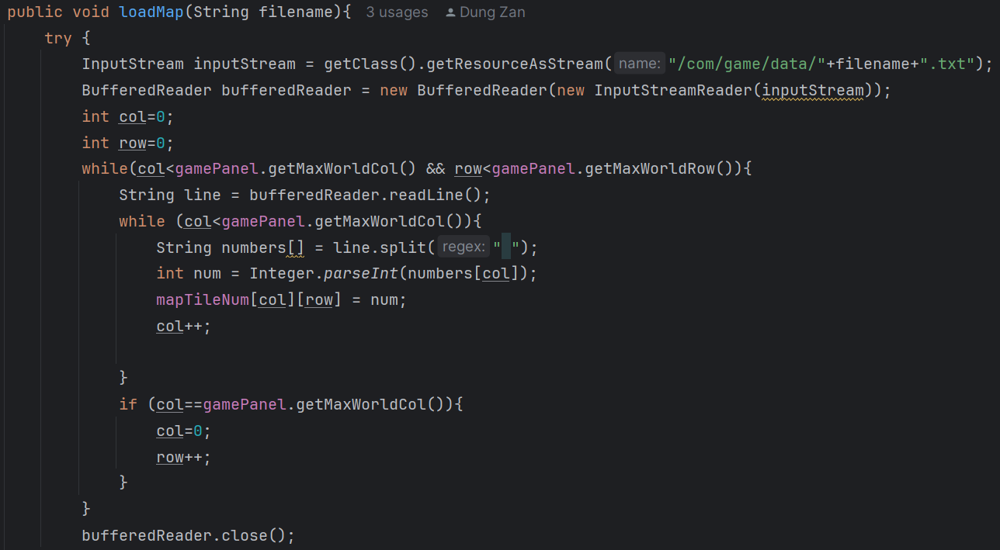 public void loadMap(String filename){ 3 usages Dung Zan
    try {
        InputStream inputStream = getClass().getResourceAsStream( name: "/com/game/data/"+filename+".txt");
        BufferedReader bufferedReader = new BufferedReader(new InputStreamReader(inputStream));
        int col=0;
        int row=0;
        while(col<gamePanel.getMaxWorldCol() && row<gamePanel.getMaxWorldRow()){
            String line = bufferedReader.readLine();
            while (col<gamePanel.getMaxWorldCol()){
                String numbers[] = line.split( regex: " ");
                int num = Integer.parseInt(numbers[col]);
                mapTileNum[col][row] = num;
                col++;
            }
            if (col==gamePanel.getMaxWorldCol()){
                col=0;
                row++;
            }
        }
        bufferedReader.close();